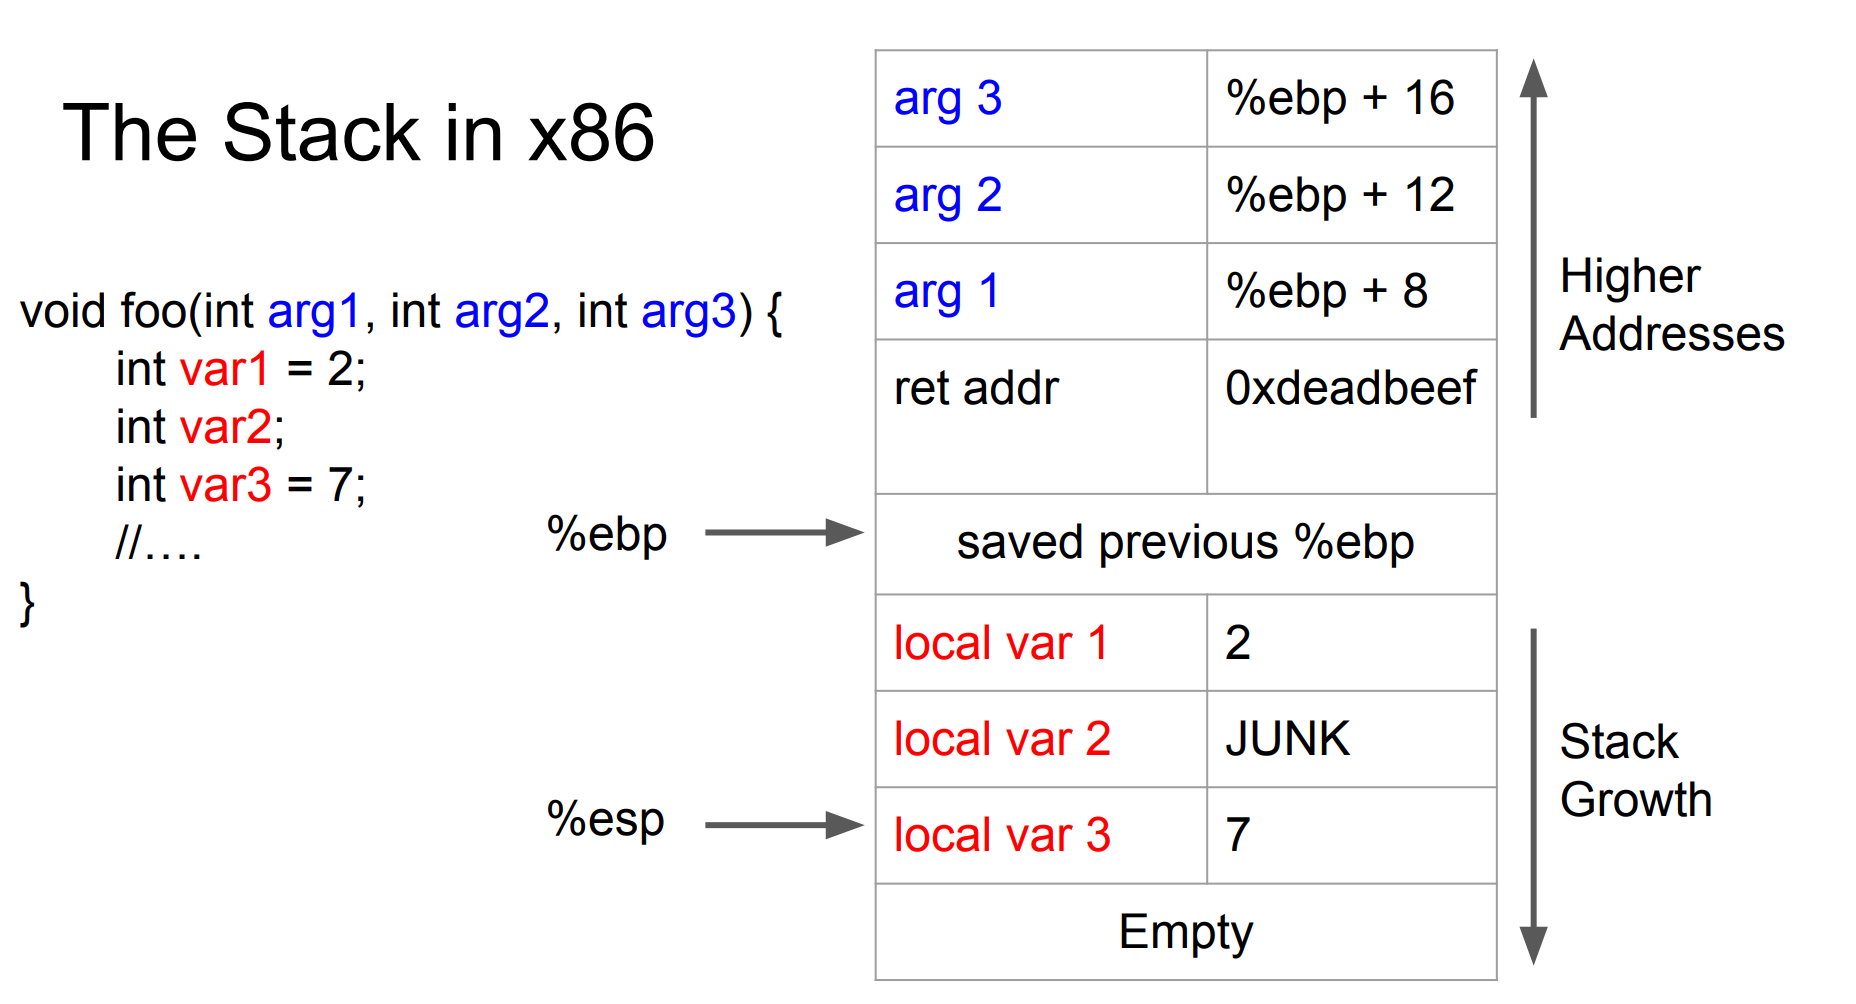 The Stack in x86
void foo(int arg1, int arg2, int arg3) {
int var1 = 2;
int var2;
int var3 = 7;
//….
}
%ebp
%esp
arg 3 %ebp + 16
arg 2 %ebp + 12
arg 1 %ebp + 8
ret addr 0xdeadbeef
saved previous %ebp
local var 1 2
local var 2 JUNK
local var 3 7
Empty
Higher
Addresses
Stack
Growth